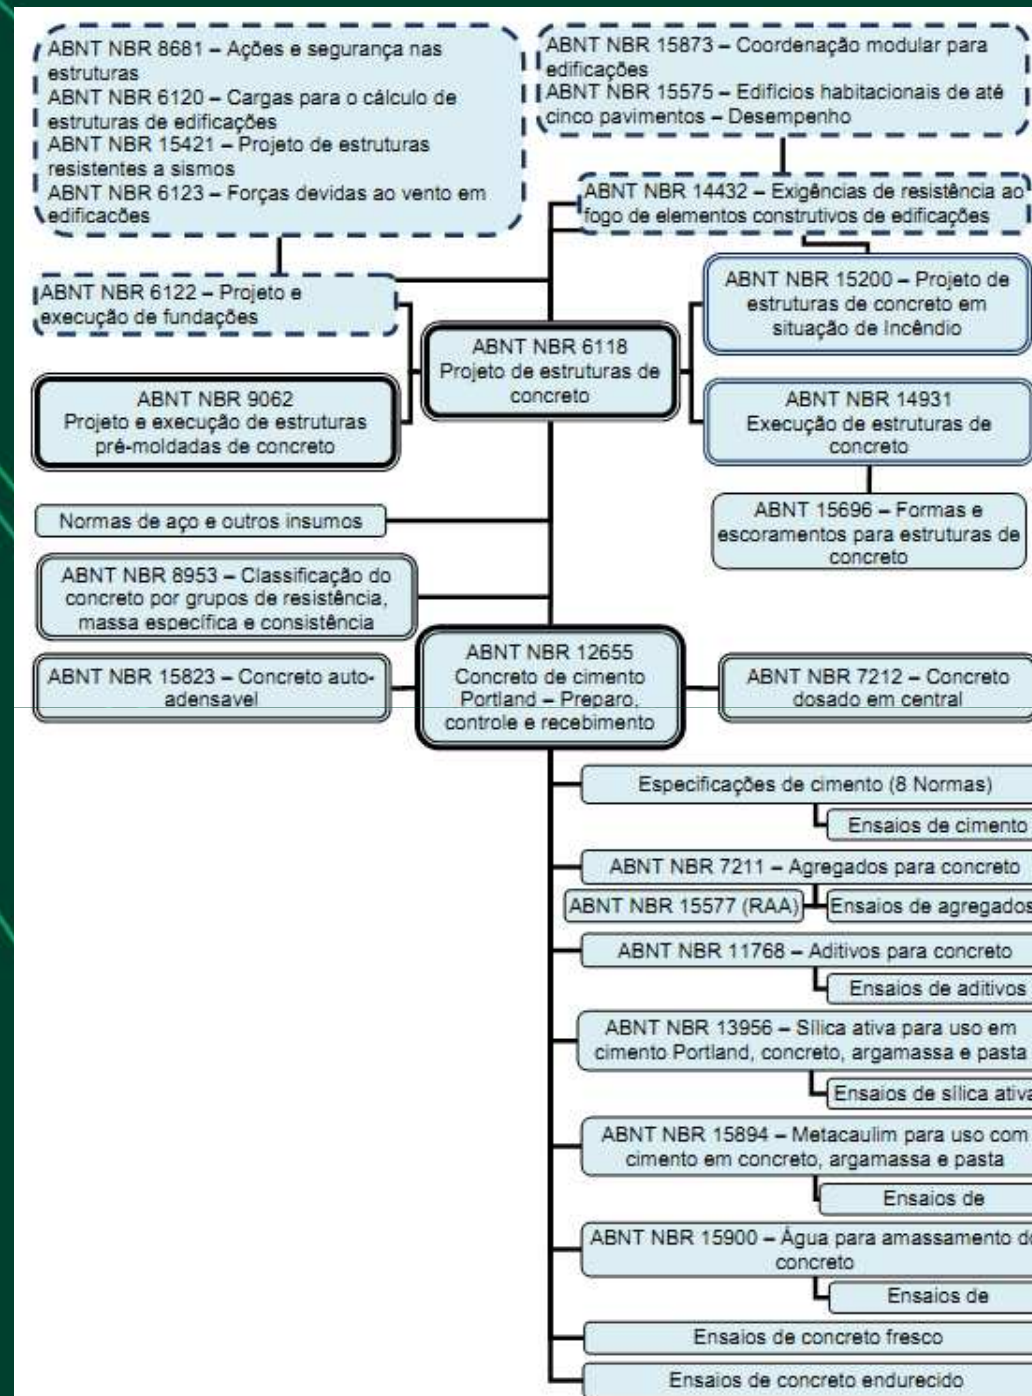 ABNT NBR 8681 – Ações e segurança nas
estruturas
ABNT NBR 6120 – Cargas para o cálculo de
estruturas de edificações
ABNT NBR 15421 – Projeto de estruturas
resistentes a sismos
ABNT NBR 6123 – Forças devidas ao vento em
edificacões
ABNT NBR 15873 – Coordenação modular para
edificações
ABNT NBR 15575 – Edifícios habitacionais de até
cinco pavimentos – Desempenho
ABNT NBR 14432 – Exigências de resistência ao
fogo de elementos construtivos de edificações
ABNT NBR 6122 – Projeto e
execução de fundações
ABNT NBR 15200 – Projeto de
estruturas de concreto em
situação de Incêndio
ABNT NBR 6118
Projeto de estruturas de
concreto
ABNT NBR 9062
Projeto e execução de estruturas
pré-moldadas de concreto
ABNT NBR 14931
Execução de estruturas de
concreto
Normas de aço e outros insumos
ABNT 15696 – Formas e
escoramentos para estruturas de
concreto
ABNT NBR 8953 – Classificação do
concreto por grupos de resistência,
massa específica e consistência
ABNT NBR 15823 – Concreto auto-
adensavel
ABNT NBR 12655
Concreto de cimento
Portland – Preparo,
controle e recebimento
ABNT NBR 7212 – Concreto
dosado em central
Especificações de cimento (8 Normas)
Ensaios de cimento
ABNT NBR 7211 – Agregados para concreto
ABNT NBR 15577 (RAA)
Ensaios de agregados
ABNT NBR 11768 – Aditivos para concreto
Ensaios de aditivos
ABNT NBR 13956 – Sílica ativa para uso em
cimento Portland, concreto, argamassa e pasta
Ensaios de sílica ativa
ABNT NBR 15894 – Metacaulim para uso com
cimento em concreto, argamassa e pasta
Ensaios de
ABNT NBR 15900 – Água para amassamento do
concreto
Ensaios de
Ensaios de concreto fresco
Ensaios de concreto endurecido